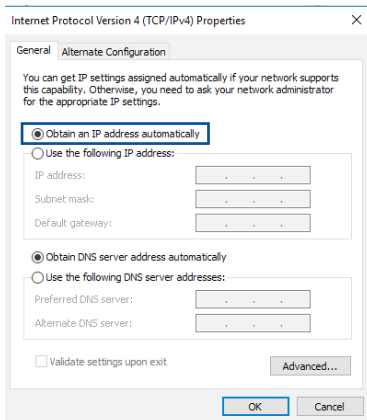 Internet Protocol Version 4 (TCP/IPv4) Properties
General
Alternate Configuration
You can get IP settings assigned automatically if your network supports
this capability. Otherwise, you need to ask your network administrator
for the appropriate IP settings.
Obtain an IP address automatically
Use the following IP address:
IP address:
Subnet mask:
Default gateway:
Obtain DNS server address automatically
Use the following DNS server addresses:
Preferred DNS server:
Alternate DNS server:
Validate settings upon exit
Advanced...
OK
Cancel